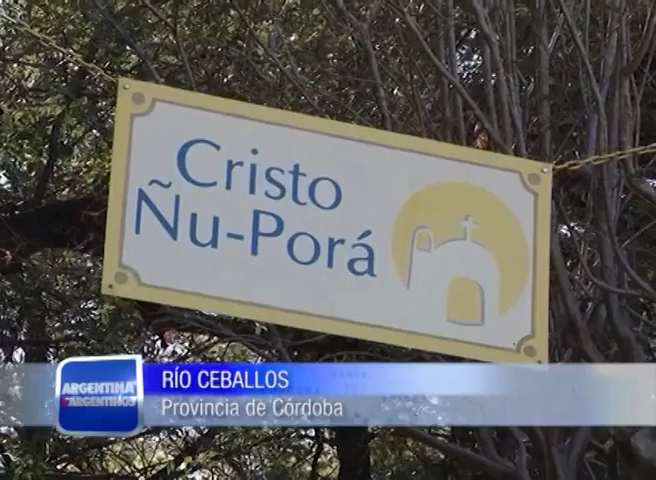 Cristo
Ñu-Porá
ARGENTINA
ARGENTINOS
RÍO CEBALLOS
Provincia de Córdoba